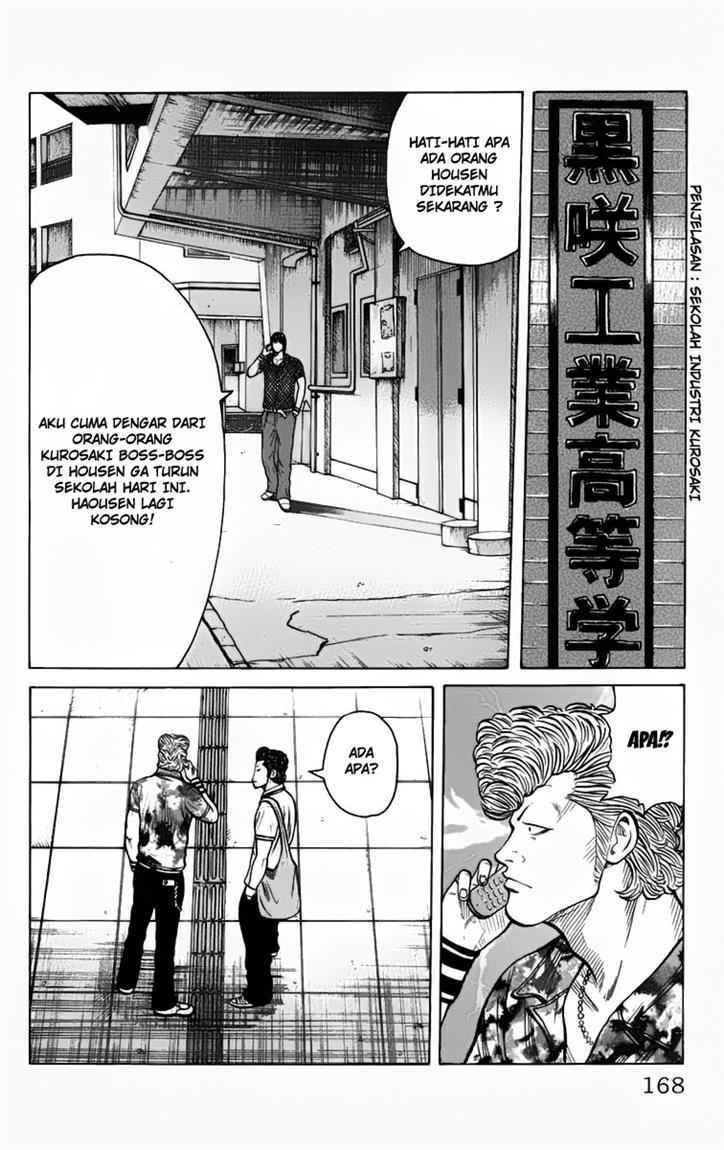 黒咲工業高等学
PENJELASAN : SEKOLAH INDUSTRI KUROSAKI
HATI-HATI APA
ADA ORANG
HOUSEN
DIDEKATMU
SEKARANG ?
AKU CUMA DENGAR DARI
ORANG-ORANG
KUROSAKI BOSS-BOSS
DI HOUSEN GA TURUN
SEKOLAH HARI INI.
HAOUSEN LAGI
KOSONG!
APA!?
ADA
APA?
168